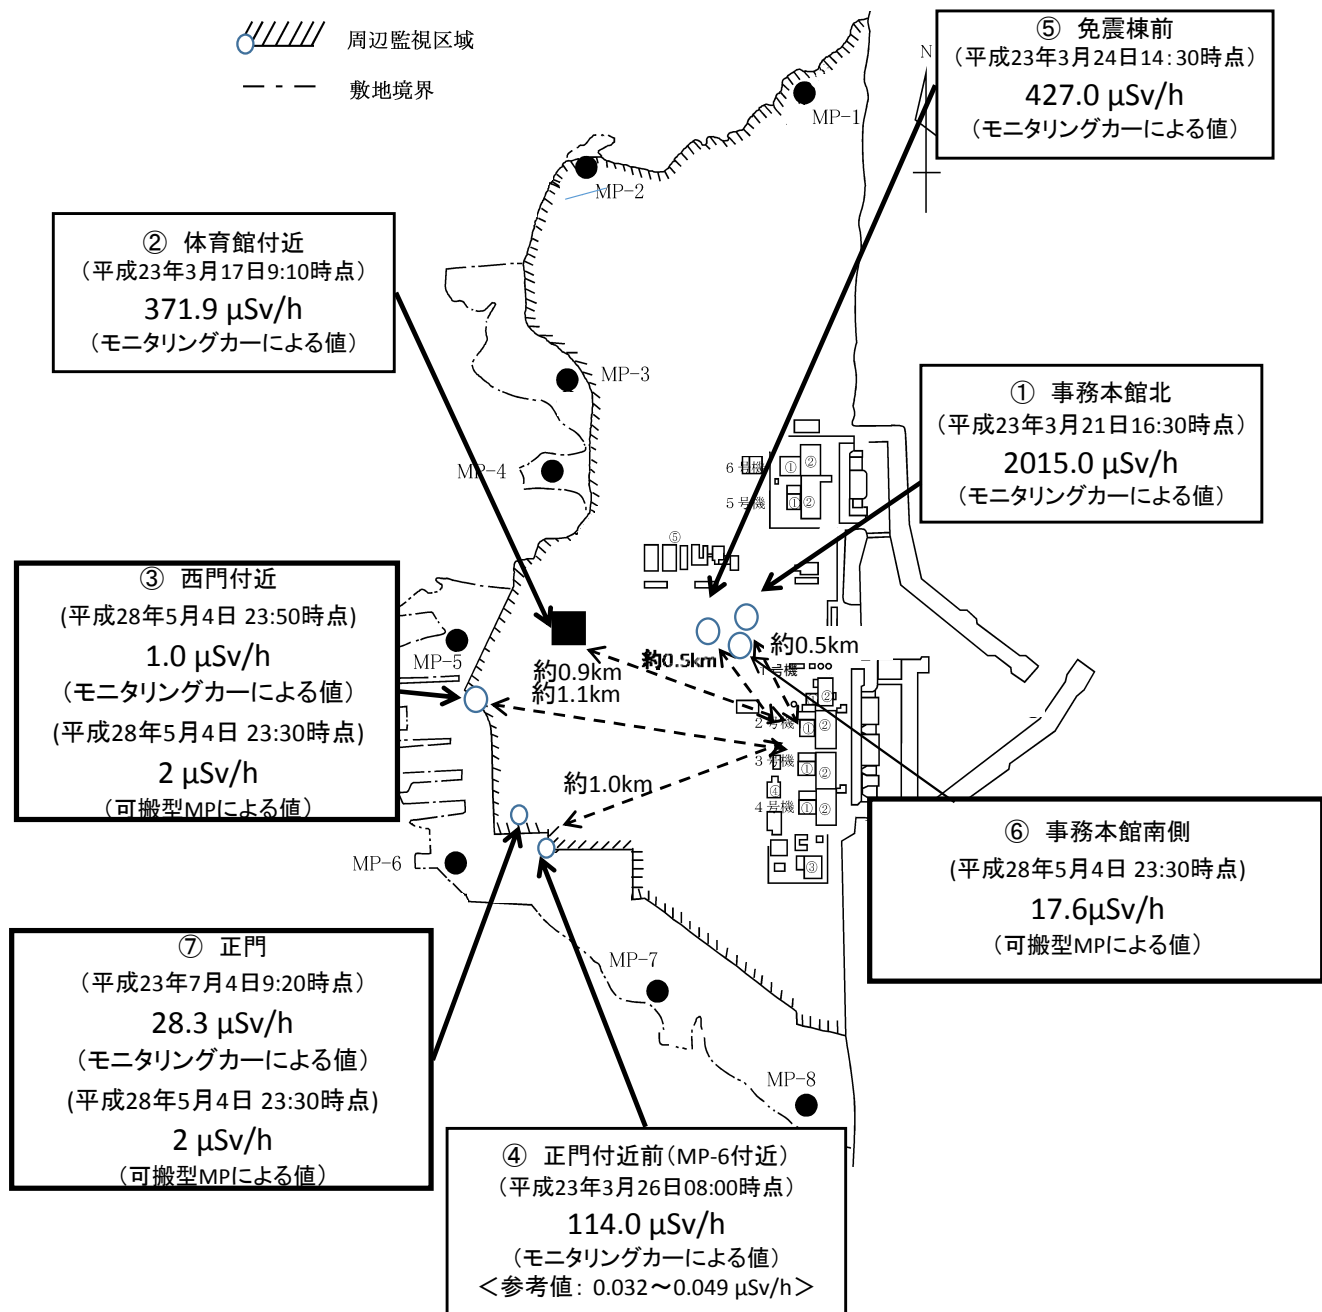 周辺監視区域
敷地境界
⑤ 免震棟前
（平成23年3月24日14:30時点）
427.0 μSv/h
（モニタリングカーによる値）
N
MP-1
MP-2
② 体育館付近
（平成23年3月17日9:10時点）
371.9 μSv/h
（モニタリングカーによる値）
MP-3
① 事務本館北
（平成23年3月21日16:30時点）
2015.0 μSv/h
（モニタリングカーによる値）
MP-4
6号機
① ②
5号機
① ②
⑤
③ 西門付近
(平成28年5月4日 23:50時点)
1.0 μSv/h
（モニタリングカーによる値）
(平成28年5月4日 23:30時点)
2 μSv/h
（可搬型MPによる値）
MP-5
約0.9km
約1.1km
約0.5km
約0.5km
1号機
②
2号機
① ②
3号機
① ②
約1.0km
④
4号機
① ②
③
MP-6
⑥ 事務本館南側
(平成28年5月4日 23:30時点)
17.6μSv/h
（可搬型MPによる値）
⑦ 正門
（平成23年7月4日9:20時点）
28.3 μSv/h
（モニタリングカーによる値）
(平成28年5月4日 23:30時点)
2 μSv/h
（可搬型MPによる値）
MP-7
MP-8
④ 正門付近前（MP-6付近）
（平成23年3月26日08:00時点）
114.0 μSv/h
（モニタリングカーによる値）
＜参考値： 0.032～0.049 μSv/h＞